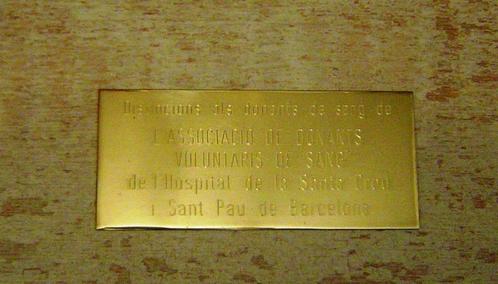 als donants de sang de
L'ASSOCIACIÓ DE DONANTS
VOLUNTARIS DE SANG
de l'Hospital de la Santa Creu
i Sant Pau de Barcelona